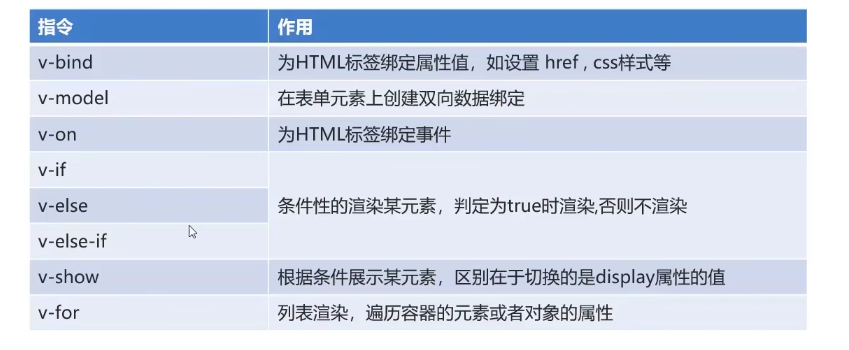 指令 作用
v-bind 为HTML标签绑定属性值，如设置 href , css样式等
v-model 在表单元素上创建双向数据绑定
v-on 为HTML标签绑定事件
v-if
v-else 条件性的渲染某元素，判定为true时渲染,否则不渲染
v-else-if
v-show 根据条件展示某元素，区别在于切换的是display属性的值
v-for 列表渲染，遍历容器的元素或者对象的属性